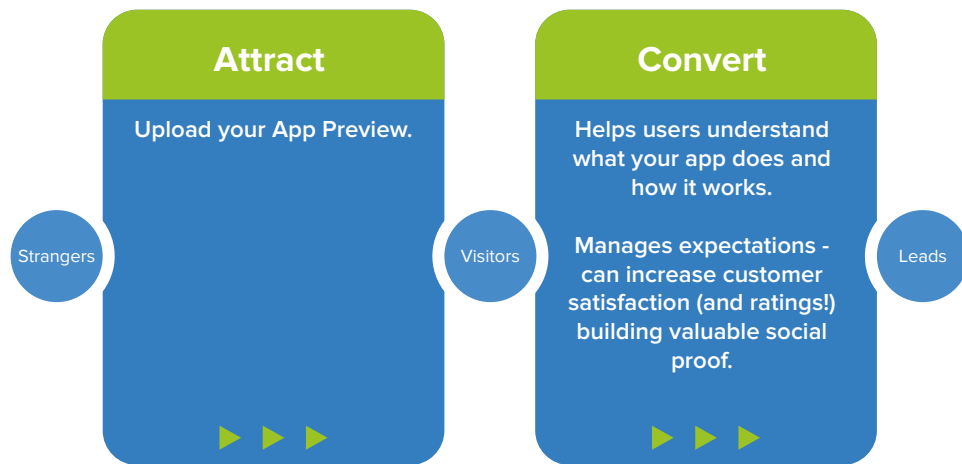 Attract
Upload your App Preview.
Convert
Helps users understand
what your app does and
how it works.
Manages expectations -
can increase customer
satisfaction (and ratings!)
building valuable social
proof.
Strangers
Visitors
Leads